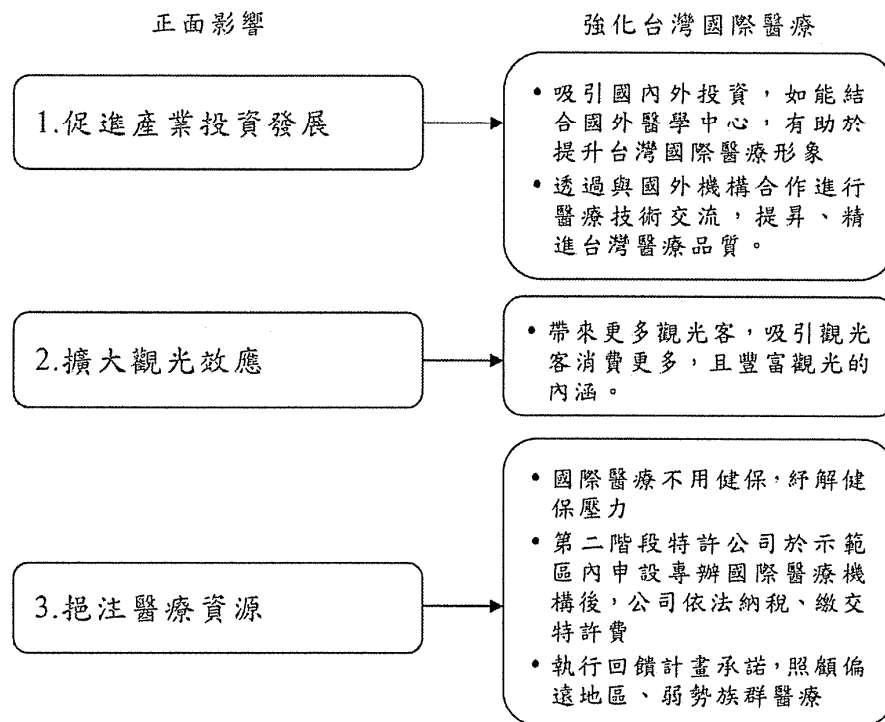 正面影響
強化台灣國際醫療
1.促進產業投資發展
• 吸引國內外投資，如能結
合國外醫學中心，有助於
提升台灣國際醫療形象
• 透過與國外機構合作進行
醫療技術交流，提昇、精
進台灣醫療品質。
2.擴大觀光效應
• 帶來更多觀光客，吸引觀光
客消費更多，且豐富觀光的
內涵。
3.挹注醫療資源
• 國際醫療不用健保，紓解健
保壓力
• 第二階段特許公司於示範
區內申設專辦國際醫療機
構後，公司依法納稅、繳交
特許費
• 執行回饋計畫承諾，照顧偏
遠地區、弱勢族群醫療